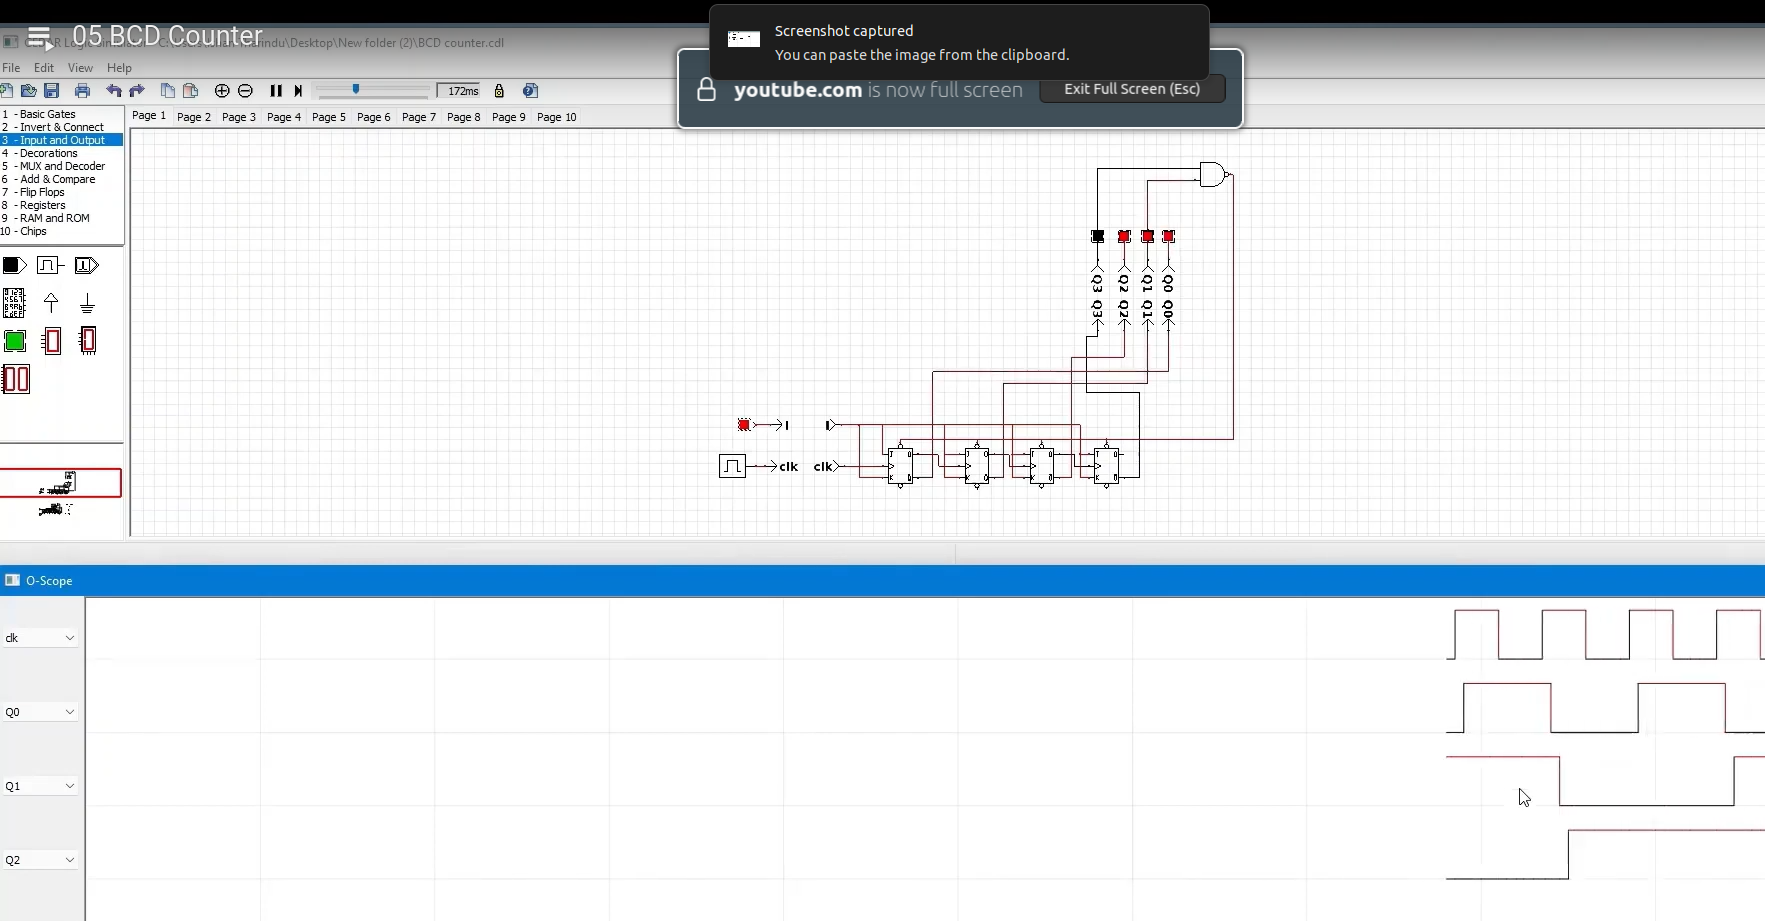 Screenshot captured
You can paste the image from the clipboard.
05 BCD Counter
\Desktop\New folder (2)\BCD counter.cdl
youtube.com is now full screen
Exit Full Screen (Esc)
File Edit View Help
172ms
1 - Basic Gates
2 - Invert & Connect
3 - Input and Output
4 - Decorations
5 - MUX and Decoder
6 - Add & Compare
7 - Flip Flops
8 - Registers
9 - RAM and ROM
10 - Chips
Page 1 Page 2 Page 3 Page 4 Page 5 Page 6 Page 7 Page 8 Page 9 Page 10
Q3 Q2 Q1 Q0
Q3 Q2 Q1 Q0
I I
clk clk
O-Scope
clk
Q0
Q1
Q2